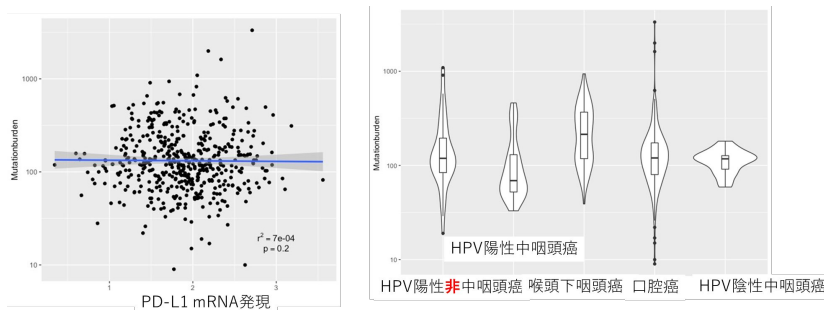 Mutationburden
1000
100
10
r² = 7e-04
p = 0.2
1
2
3
PD-L1 mRNA発現
Mutationburden
1000
100
10
HPV陽性中咽頭癌
HPV陽性非中咽頭癌
喉頭下咽頭癌
口腔癌
HPV陰性中咽頭癌